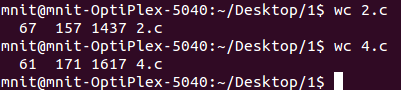 mnit@mnit-OptiPlex-5040:~/Desktop/1$ wc 2.c
67 157 1437 2.c
mnit@mnit-OptiPlex-5040:~/Desktop/1$ wc 4.c
61 171 1617 4.c
mnit@mnit-OptiPlex-5040:~/Desktop/1$